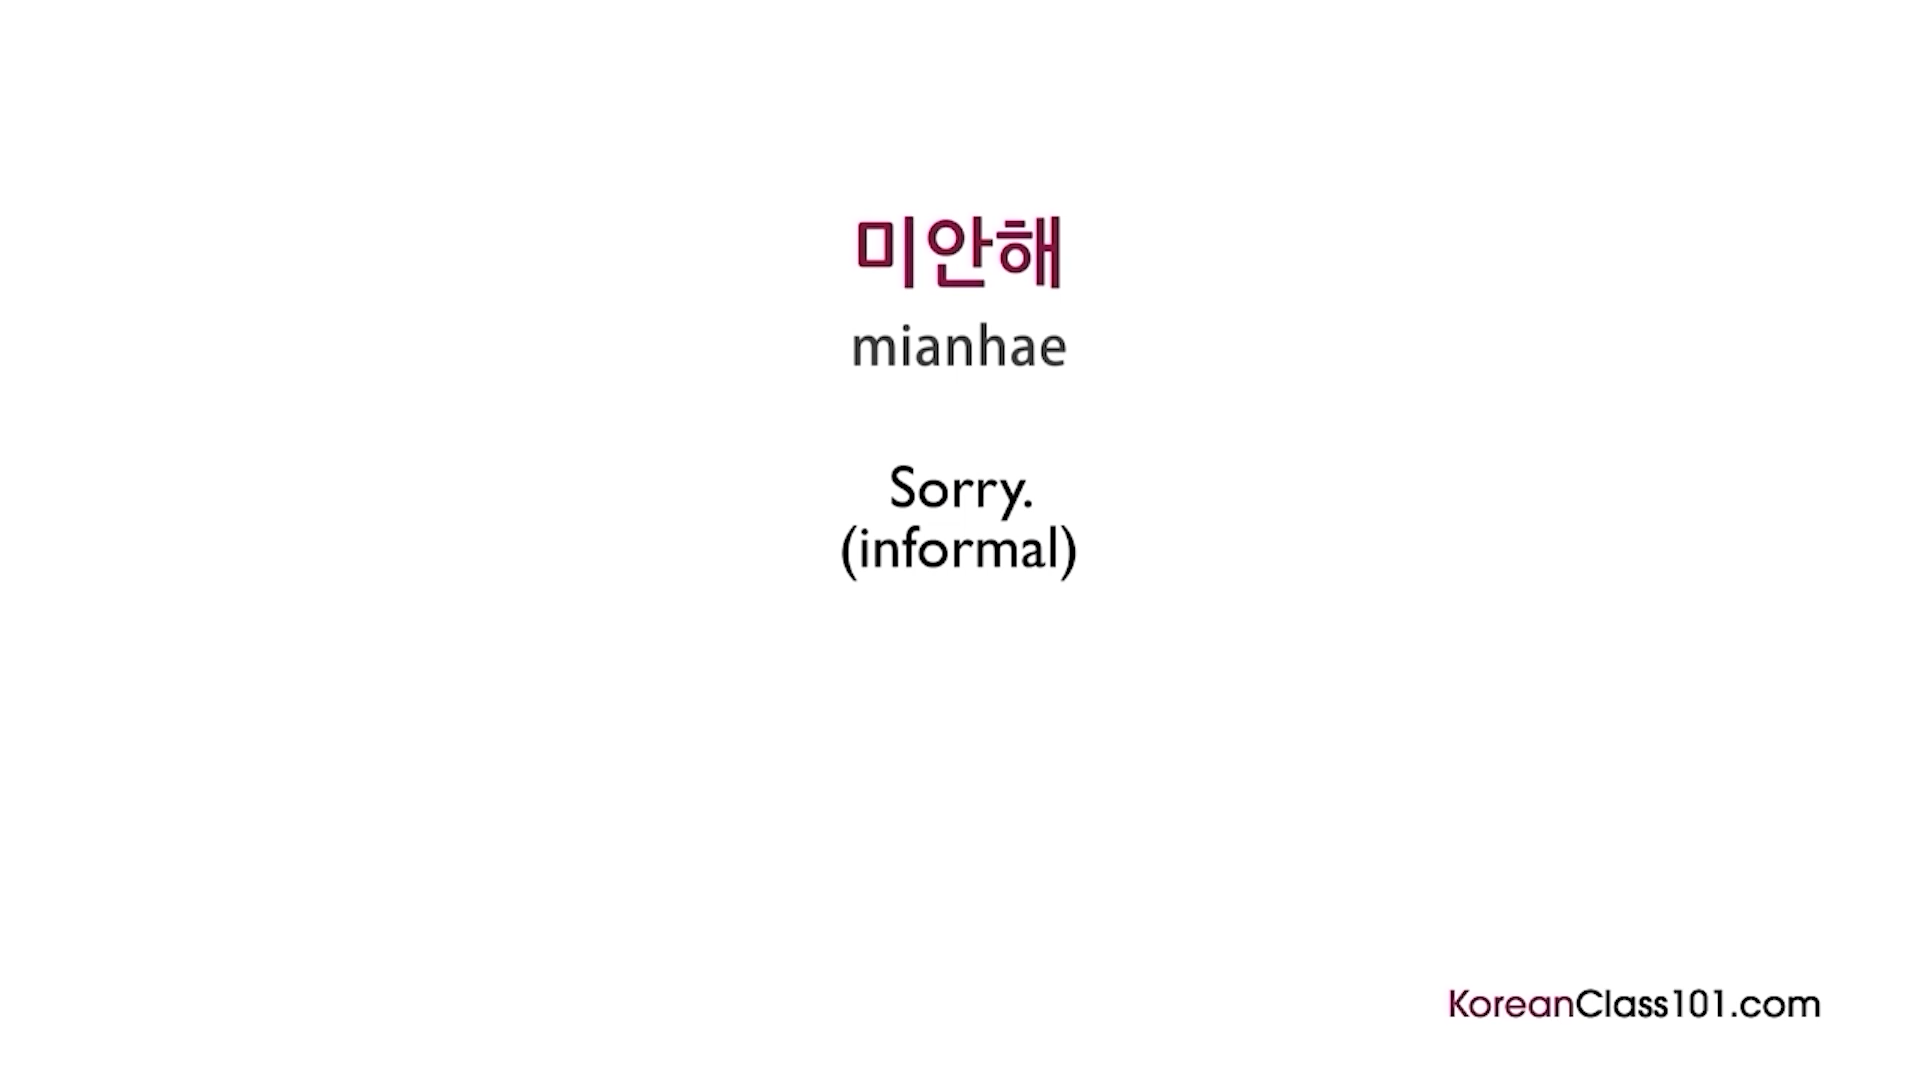 미안해
mianhae
Sorry.
(informal)
KoreanClass101.com